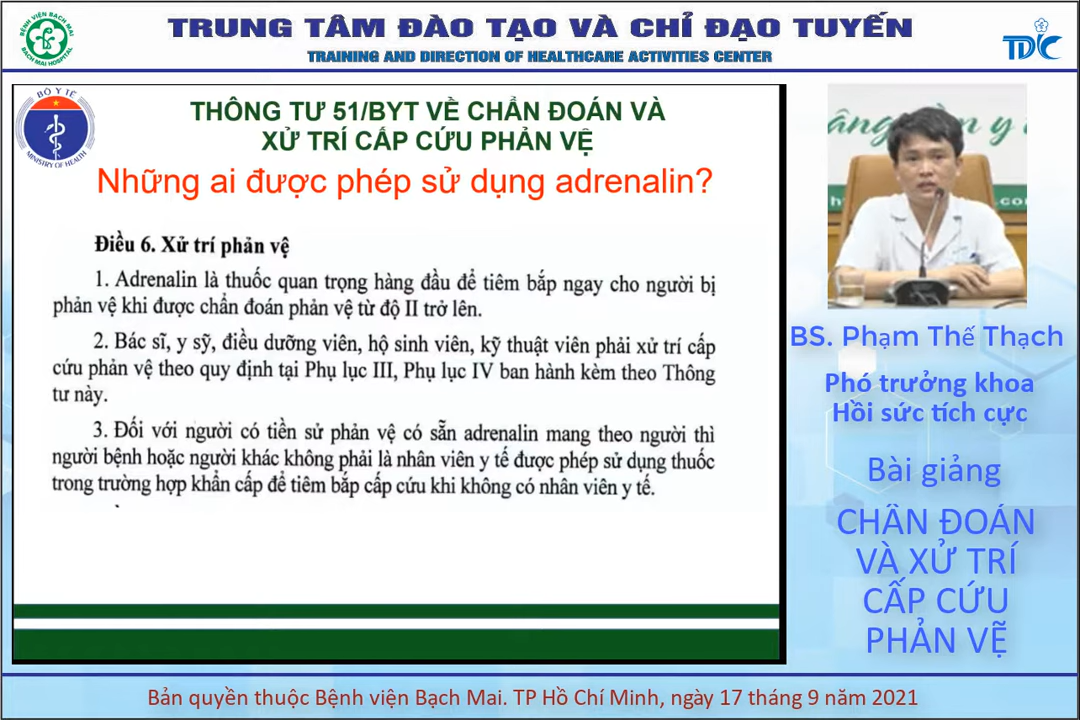 BỆNH VIỆN BẠCH MAI
BACH MAI HOSPITAL
TRUNG TÂM ĐÀO TẠO VÀ CHỈ ĐẠO TUYẾN
TRAINING AND DIRECTION OF HEALTHCARE ACTIVITIES CENTER
TDC
BỘ Y TẾ
MINISTRY OF HEALTH
THÔNG TƯ 51/BYT VỀ CHẨN ĐOÁN VÀ
XỬ TRÍ CẤP CỨU PHẢN VỆ
Những ai được phép sử dụng adrenalin?
Điều 6. Xử trí phản vệ
1. Adrenalin là thuốc quan trọng hàng đầu để tiêm bắp ngay cho người bị
phản vệ khi được chẩn đoán phản vệ từ độ II trở lên.
2. Bác sĩ, y sỹ, điều dưỡng viên, hộ sinh viên, kỹ thuật viên phải xử trí cấp
cứu phản vệ theo quy định tại Phụ lục III, Phụ lục IV ban hành kèm theo Thông
tư này.
3. Đối với người có tiền sử phản vệ có sẵn adrenalin mang theo người thì
người bệnh hoặc người khác không phải là nhân viên y tế được phép sử dụng thuốc
trong trường hợp khẩn cấp để tiêm bắp cấp cứu khi không có nhân viên y tế.
BS. Phạm Thế Thạch
Phó trưởng khoa
Hồi sức tích cực
Bài giảng
CHẨN ĐOÁN
VÀ XỬ TRÍ
CẤP CỨU
PHẢN VỆ
Bản quyền thuộc Bệnh viện Bạch Mai. TP Hồ Chí Minh, ngày 17 tháng 9 năm 2021